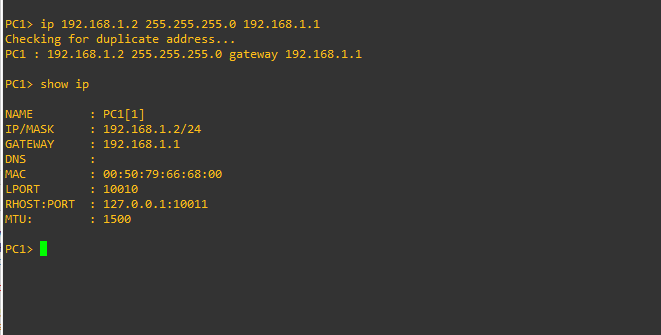 PC1> ip 192.168.1.2 255.255.255.0 192.168.1.1
Checking for duplicate address...
PC1 : 192.168.1.2 255.255.255.0 gateway 192.168.1.1
PC1> show ip
NAME        : PC1[1]
IP/MASK     : 192.168.1.2/24
GATEWAY     : 192.168.1.1
DNS         :
MAC         : 00:50:79:66:68:00
LPORT       : 10010
RHOST:PORT  : 127.0.0.1:10011
MTU:        : 1500
PC1>